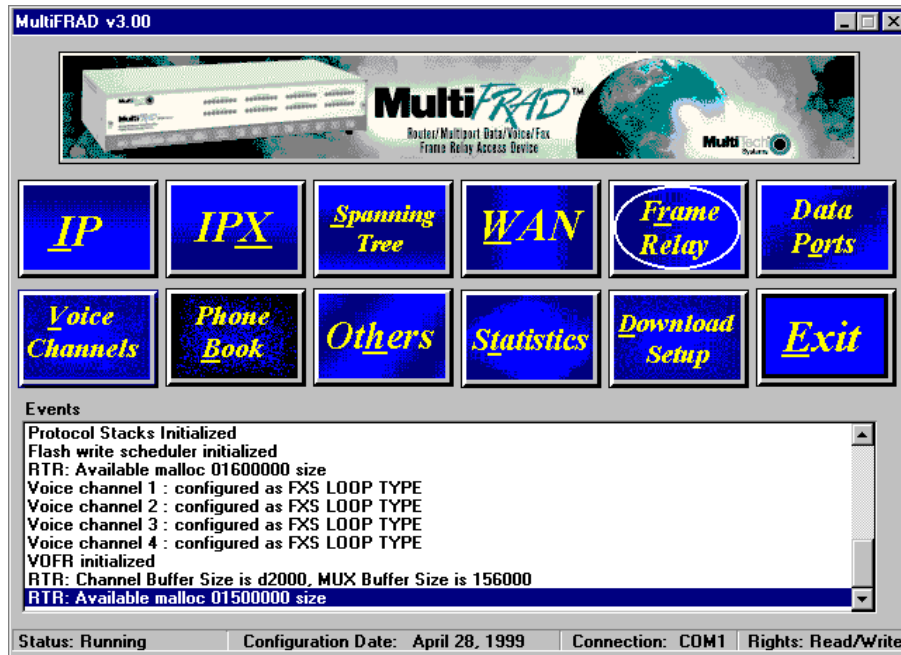 MultiFRAD v3.00
MultiFRAD™
Router/Multiport Data/Voice/Fax
Frame Relay Access Device
MultiTech
Systems
IP
IPX
Spanning
Tree
WAN
Frame
Relay
Data
Ports
Voice
Channels
Phone
Book
Others
Statistics
Download
Setup
Exit
Events
Protocol Stacks Initialized
Flash write scheduler initialized
RTR: Available malloc 01600000 size
Voice channel 1 : configured as FXS LOOP TYPE
Voice channel 2 : configured as FXS LOOP TYPE
Voice channel 3 : configured as FXS LOOP TYPE
Voice channel 4 : configured as FXS LOOP TYPE
VOFR initialized
RTR: Channel Buffer Size is d2000, MUX Buffer Size is 156000
RTR: Available malloc 01500000 size
Status: Running Configuration Date: April 28, 1999 Connection: COM1 Rights: Read/Write